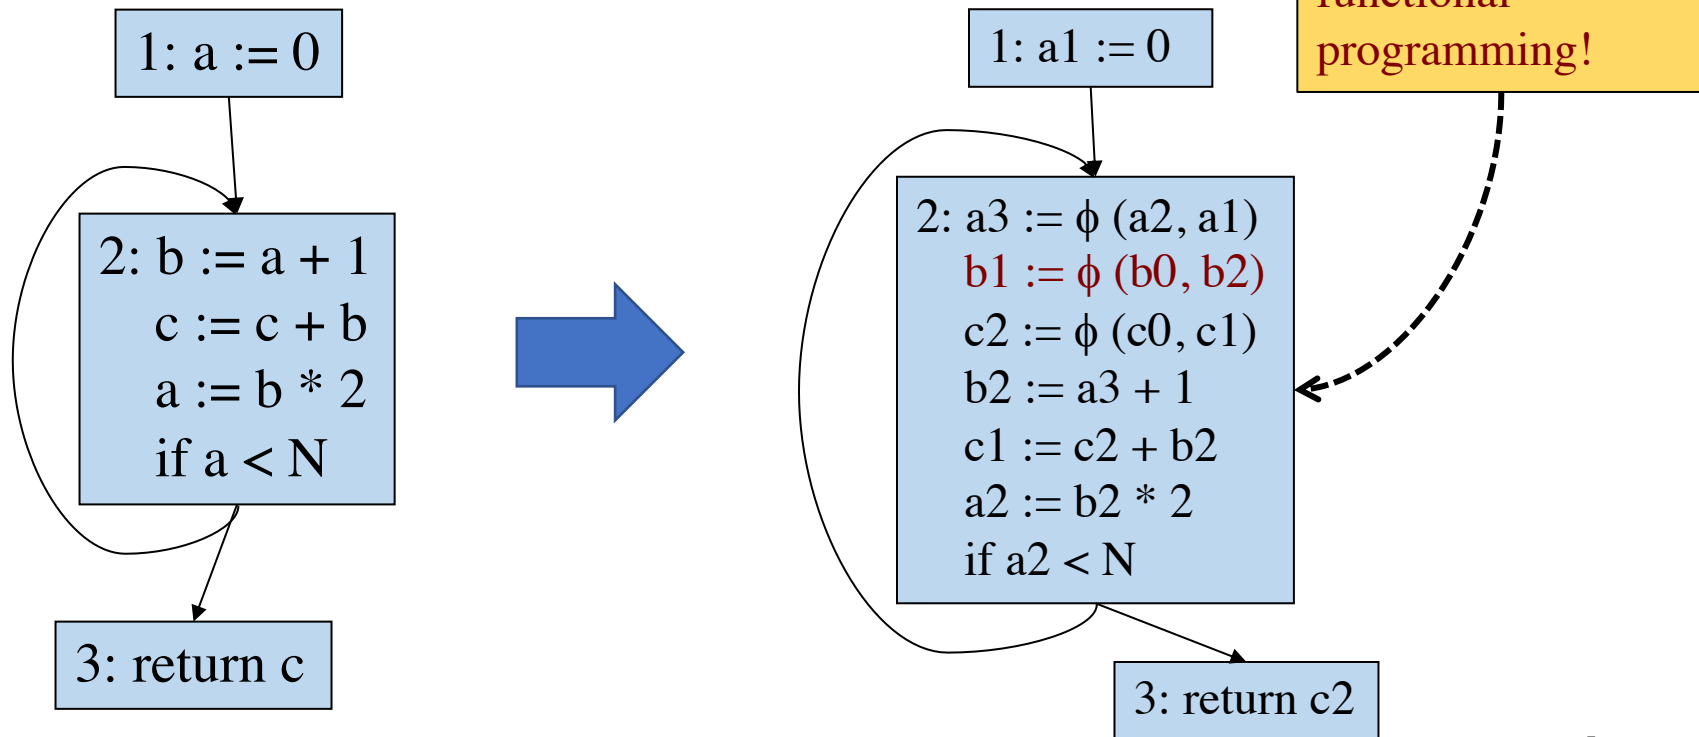 1: a := 0
2: b := a + 1
c := c + b
a := b * 2
if a < N
3: return c
1: a1 := 0
2: a3 := ϕ (a2, a1)
b1 := ϕ (b0, b2)
c2 := ϕ (c0, c1)
b2 := a3 + 1
c1 := c2 + b2
a2 := b2 * 2
if a2 < N
3: return c2
functional
programming!